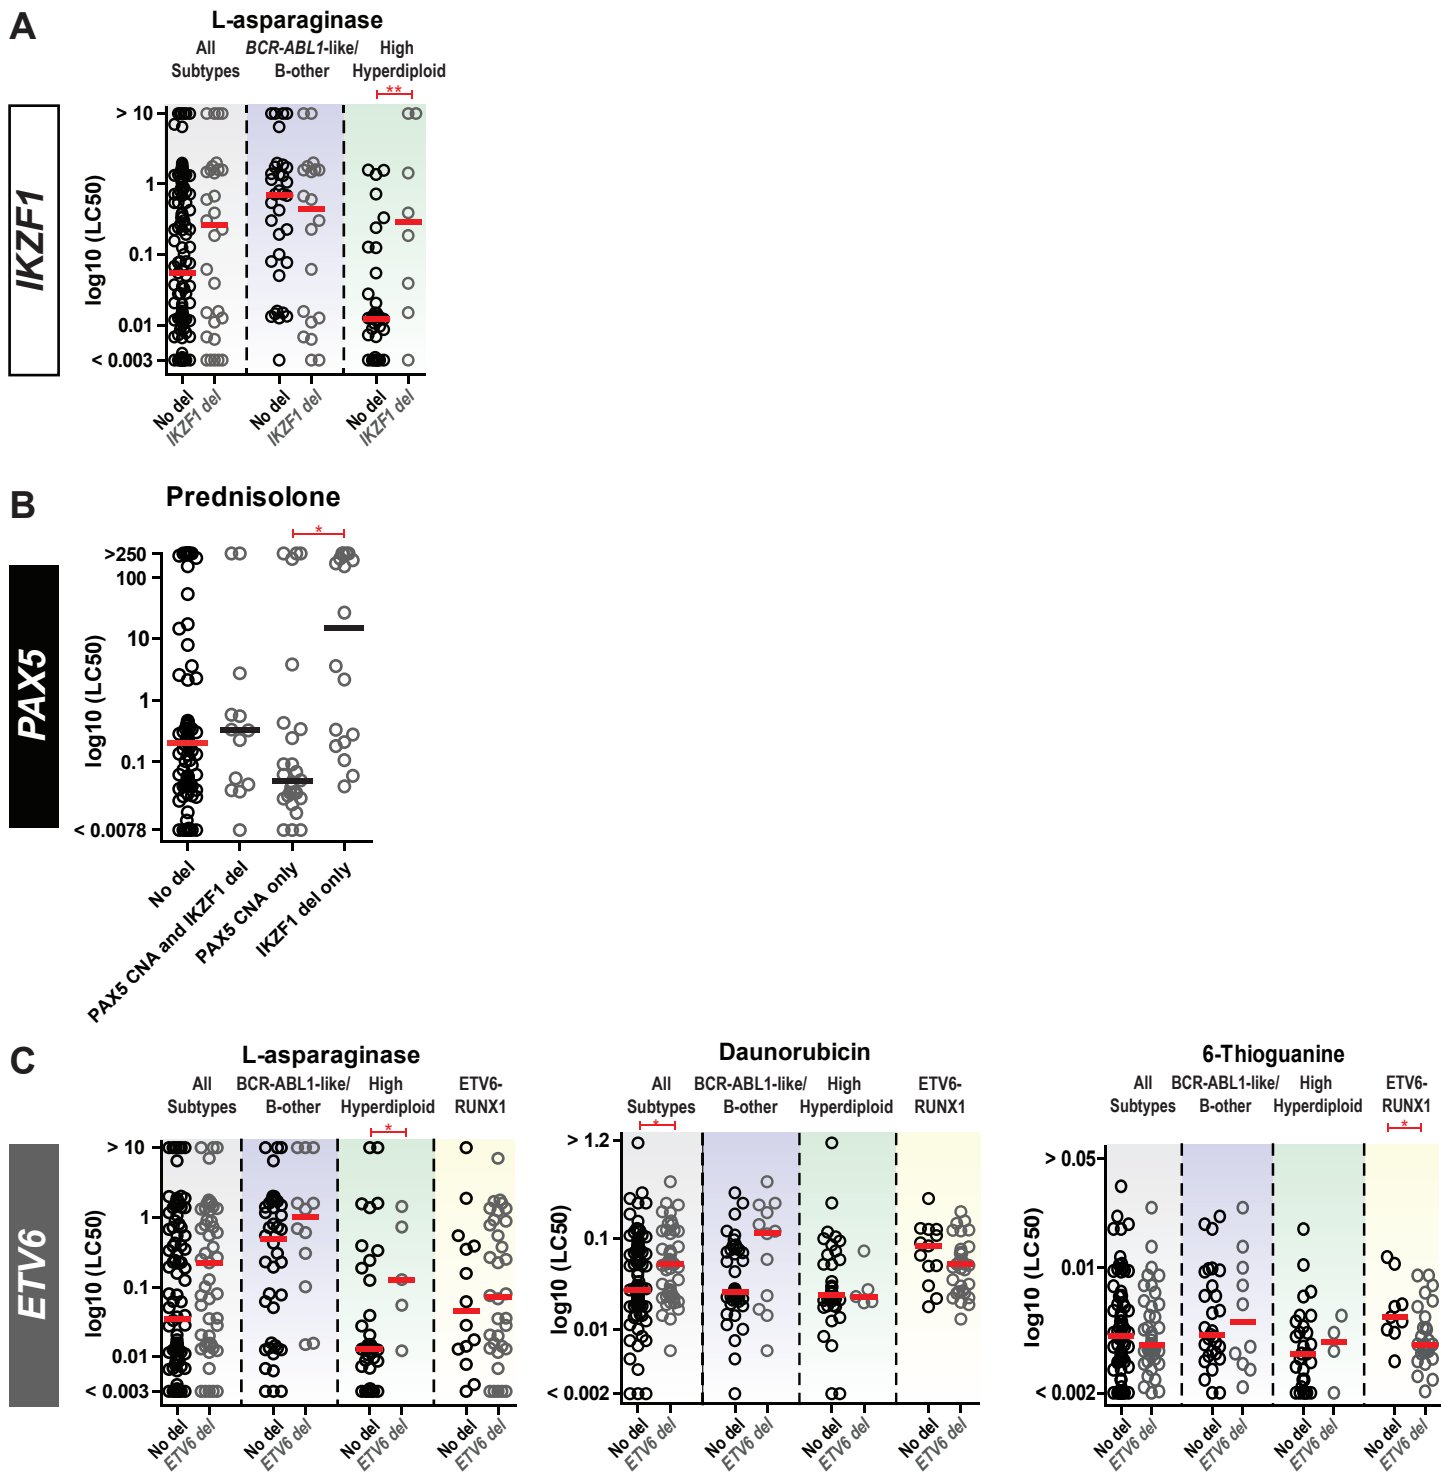 A
L-asparaginase
All
Subtypes
BCR-ABL1-like/
B-other
High
Hyperdiploid
**
IKZF1
log10 (LC50)
> 10
1
0.1
0.01
< 0.003
No del
IKZF1 del
No del
IKZF1 del
No del
IKZF1 del
B
Prednisolone
*
PAX5
log10 (LC50)
>250
100
10
1
0.1
< 0.0078
No del
PAX5 CNA and IKZF1 del
PAX5 CNA only
IKZF1 del only
C
L-asparaginase
All
Subtypes
BCR-ABL1-like/
B-other
High
Hyperdiploid
ETV6-
RUNX1
*
ETV6
log10 (LC50)
> 10
1
0.1
0.01
< 0.003
No del
ETV6 del
No del
ETV6 del
No del
ETV6 del
No del
ETV6 del
Daunorubicin
All
Subtypes
BCR-ABL1-like/
B-other
High
Hyperdiploid
ETV6-
RUNX1
*
log10 (LC50)
> 1.2
0.1
0.01
< 0.002
No del
ETV6 del
No del
ETV6 del
No del
ETV6 del
No del
ETV6 del
6-Thioguanine
All
Subtypes
BCR-ABL1-like/
B-other
High
Hyperdiploid
ETV6-
RUNX1
*
log10 (LC50)
> 0.05
0.01
< 0.002
No del
ETV6 del
No del
ETV6 del
No del
ETV6 del
No del
ETV6 del